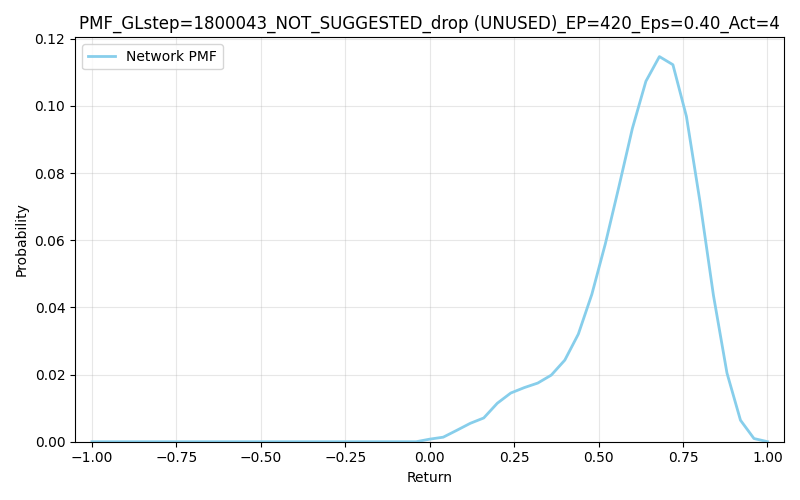 PMF_GLstep=1800043_NOT_SUGGESTED_drop (UNUSED)_EP=420_Eps=0.40_Act=4
Network PMF
0.12
0.10
0.08
0.06
0.04
0.02
0.00
Probability
−1.00 −0.75 −0.50 −0.25 0.00 0.25 0.50 0.75 1.00
Return